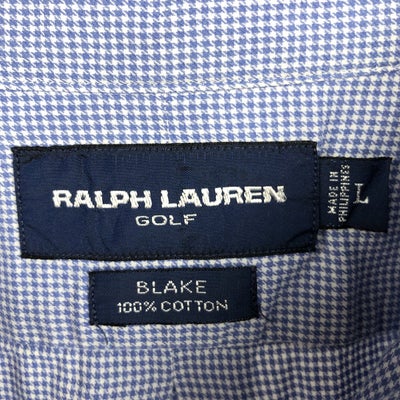 RALPH LAUREN
GOLF
MADE IN
PHILIPPINES
L
BLAKE
100% COTTON